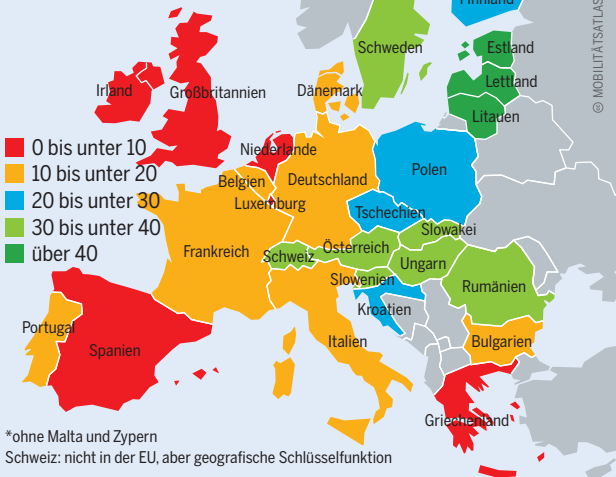 Finnland
Schweden
Estland
Lettland
Litauen
© MOBILITÄTSATLAS
Irland
Großbritannien
Dänemark
Niederlande
Belgien
Deutschland
Polen
Luxemburg
Tschechien
0 bis unter 10
10 bis unter 20
20 bis unter 30
30 bis unter 40
über 40
Slowakei
Frankreich
Schweiz
Österreich
Ungarn
Slowenien
Rumänien
Kroatien
Portugal
Spanien
Italien
Bulgarien
Griechenland
*ohne Malta und Zypern
Schweiz: nicht in der EU, aber geografische Schlüsselfunktion